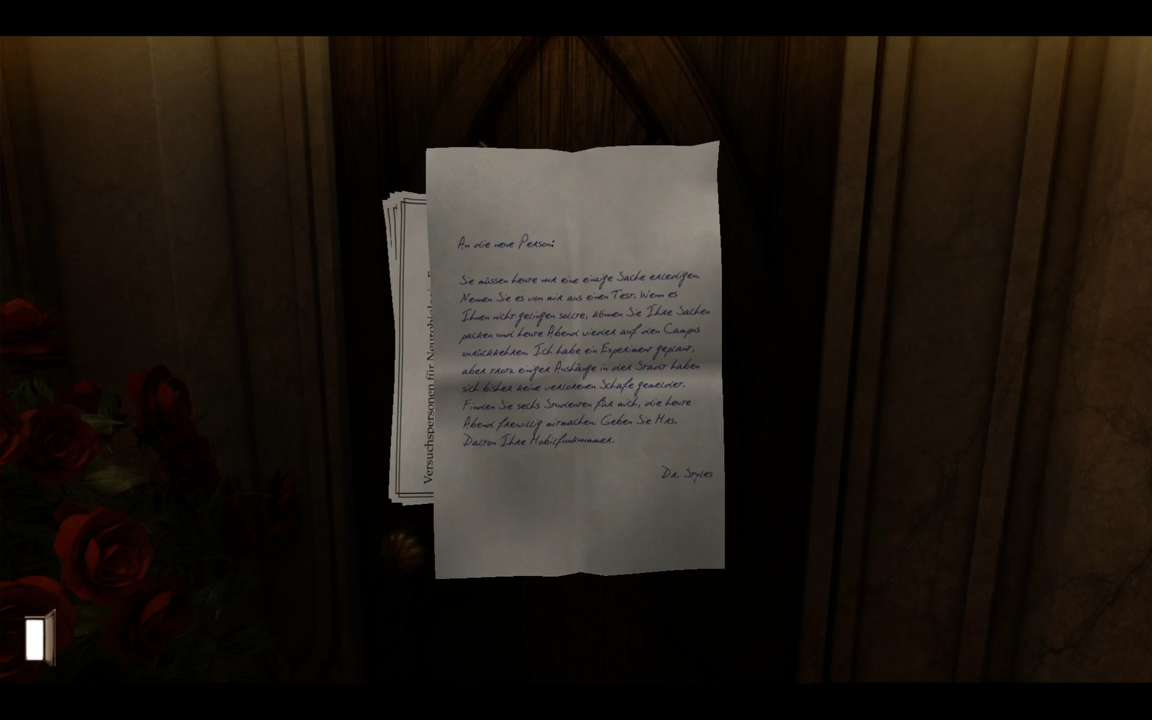 An die neue Person:
Sie müssen heute nur eine einzige Sache erledigen.
Nennen Sie es von mir aus einen Test. Wenn es
Ihnen nicht gelingen sollte, können Sie Ihre Sachen
packen und heute Abend wieder auf den Campus
zurückkehren. Ich habe ein Experiment geplant,
aber trotz einiger Aushänge in der Stadt haben
sich bisher keine verlorenen Schafe gemeldet.
Finden Sie sechs Studenten für mich, die heute
Abend freiwillig mitmachen. Geben Sie Mrs.
Dalton Ihre Mobilfunknummer.
Dr. Styles
Versuchspersonen für Neurobiologie